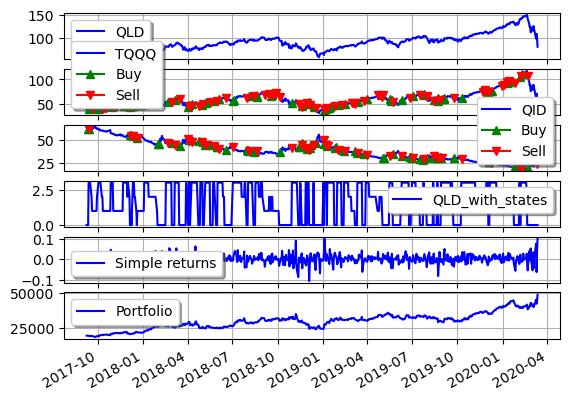 150
100
QLD
TQQQ
Buy
Sell
100
50
QID
Buy
Sell
50
25
2.5
0.0
QLD_with_states
0.1
0.0
−0.1
Simple returns
50000
25000
Portfolio
2017-10
2018-01
2018-04
2018-07
2018-10
2019-01
2019-04
2019-07
2019-10
2020-01
2020-04